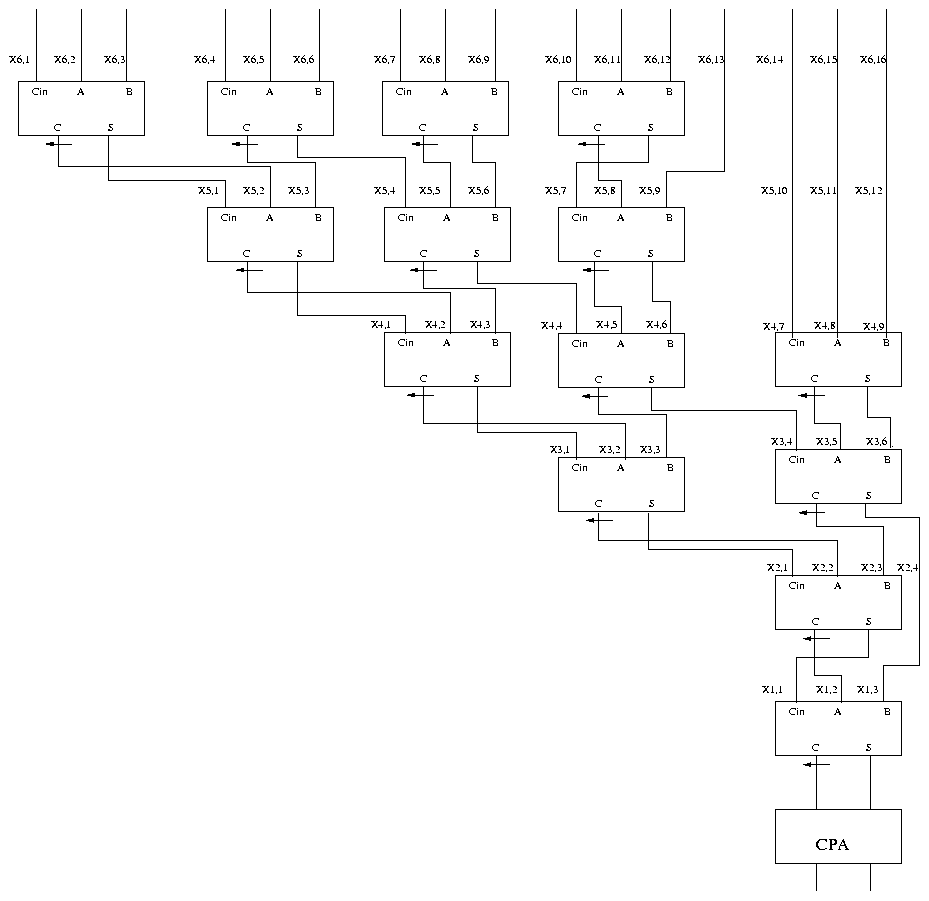 X6,1 X6,2 X6,3 X6,4 X6,5 X6,6 X6,7 X6,8 X6,9 X6,10 X6,11 X6,12 X6,13 X6,14 X6,15 X6,16
Cin A B Cin A B Cin A B Cin A B
C S C S C S C S
X5,1 X5,2 X5,3 X5,4 X5,5 X5,6 X5,7 X5,8 X5,9 X5,10 X5,11 X5,12
Cin A B Cin A B Cin A B
C S C S C S
X4,1 X4,2 X4,3 X4,4 X4,5 X4,6 X4,7 X4,8 X4,9
Cin A B Cin A B Cin A B
C S C S C S
X3,1 X3,2 X3,3 X3,4 X3,5 X3,6
Cin A B Cin A B
C S C S
X2,1 X2,2 X2,3 X2,4
Cin A B
C S
X1,1 X1,2 X1,3
Cin A B
C S
CPA